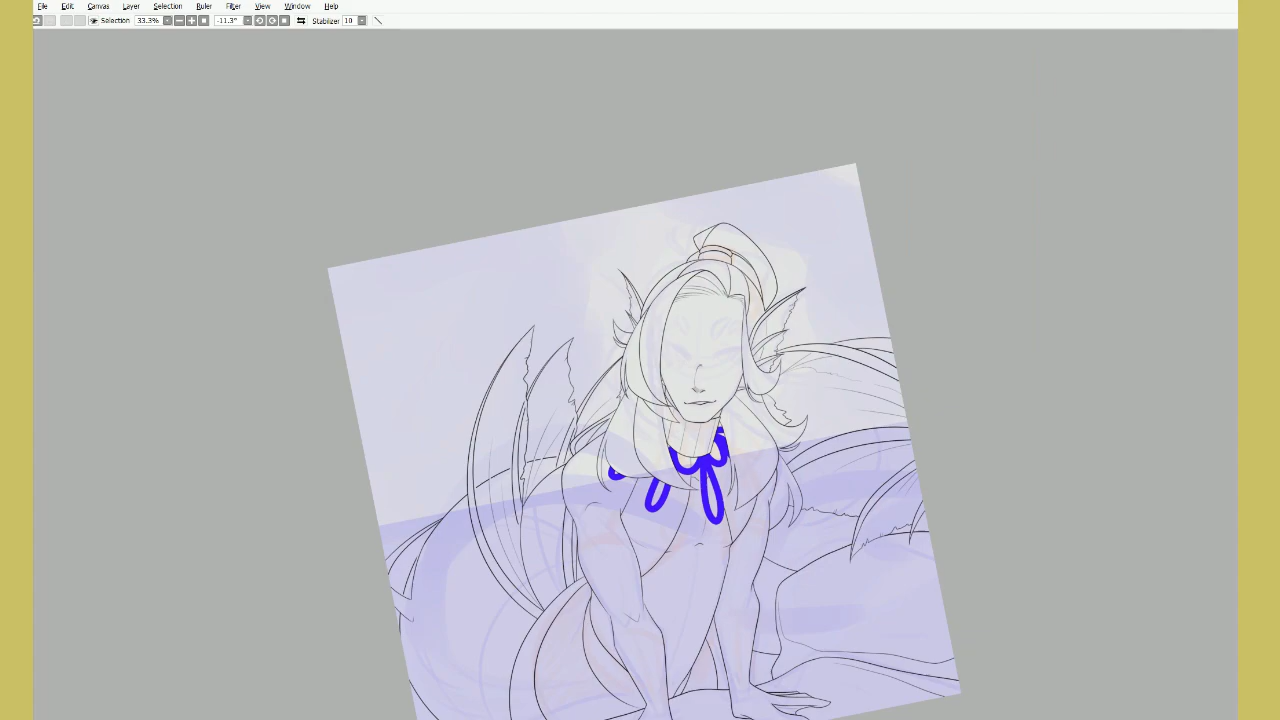 File Edit Canvas Layer Selection Ruler Filter View Window Help
Selection 33.3% -11.3° Stabilizer 10